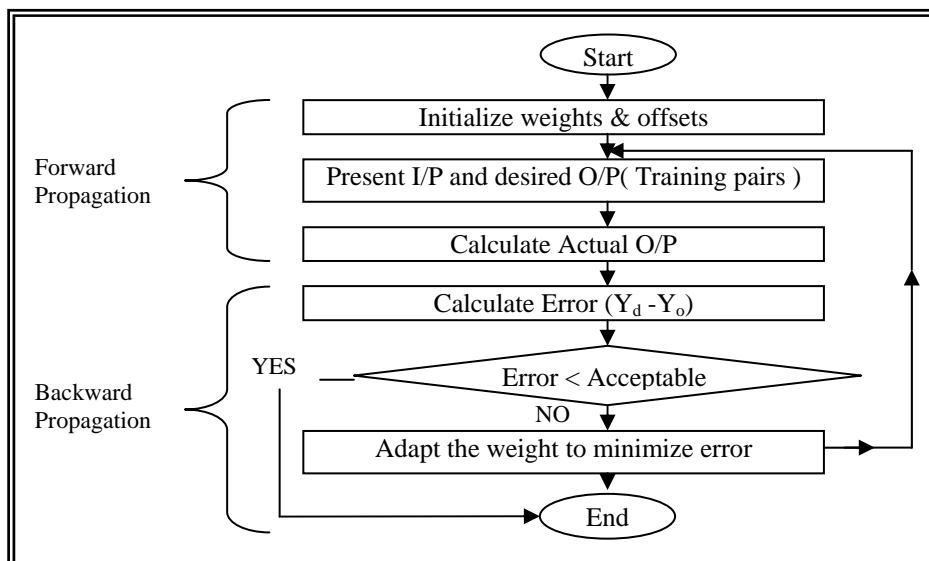 Start
Initialize weights & offsets
Forward
Propagation
Present I/P and desired O/P( Training pairs )
Calculate Actual O/P
Calculate Error (Yd -Yo)
YES
Error < Acceptable
Backward
Propagation
NO
Adapt the weight to minimize error
End